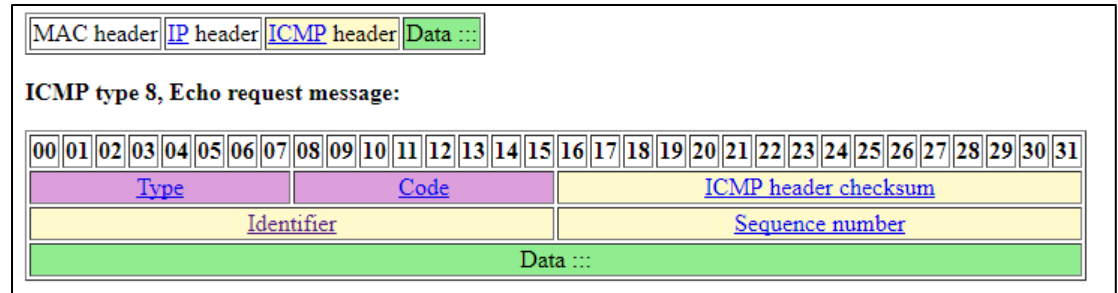 MAC header IP header ICMP header Data :::
ICMP type 8, Echo request message:
00 01 02 03 04 05 06 07 08 09 10 11 12 13 14 15 16 17 18 19 20 21 22 23 24 25 26 27 28 29 30 31
Type Code ICMP header checksum
Identifier Sequence number
Data :::